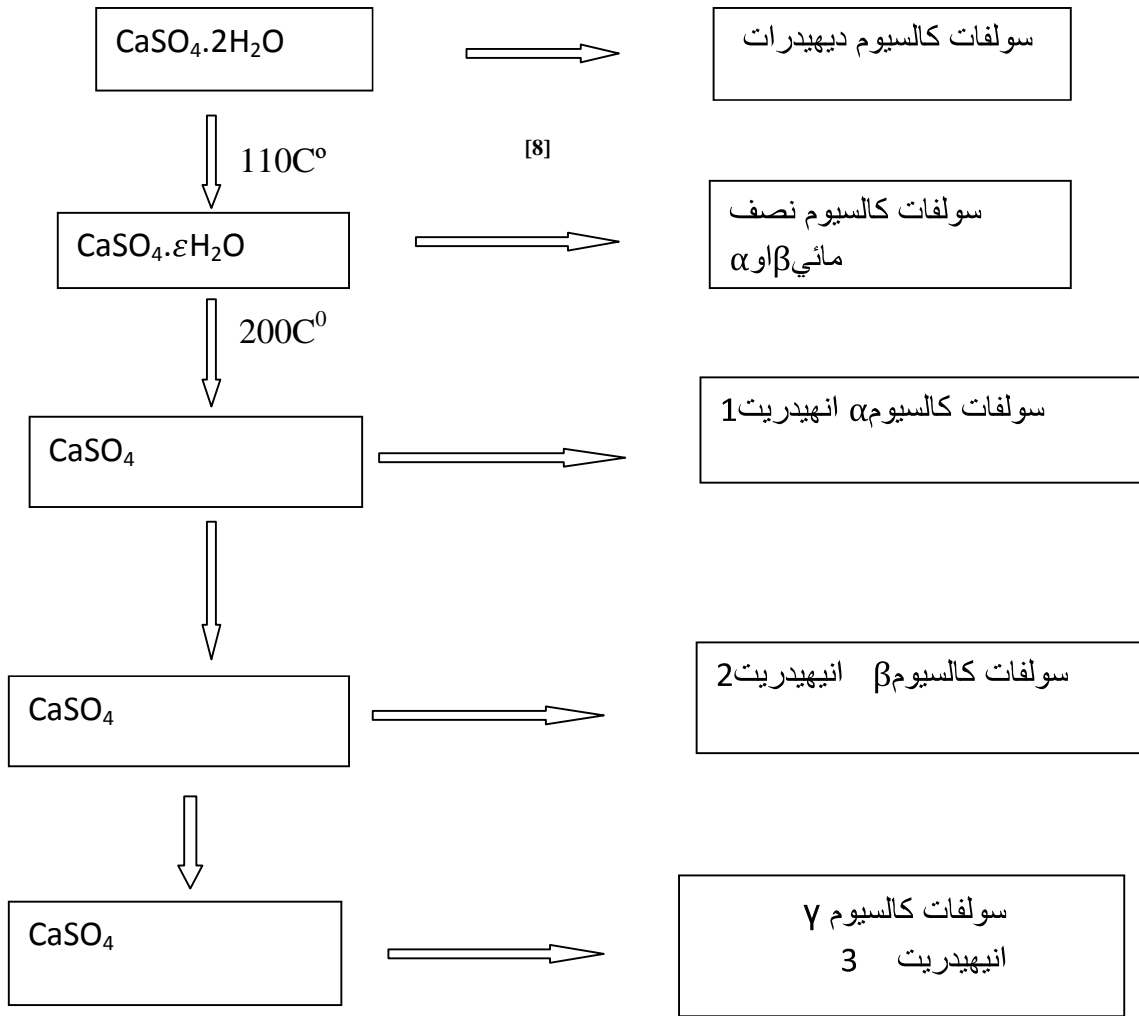 CaSO₄.2H₂O
سولفات كالسيوم ديهيدرات
110Cº
[8]
CaSO₄.εH₂O
سولفات كالسيوم نصف
مائيβاوα
200C⁰
CaSO₄
سولفات كالسيومα انهيدريت1
CaSO₄
سولفات كالسيومβ انيهيدريت2
CaSO₄
سولفات كالسيوم γ
انيهيدريت 3